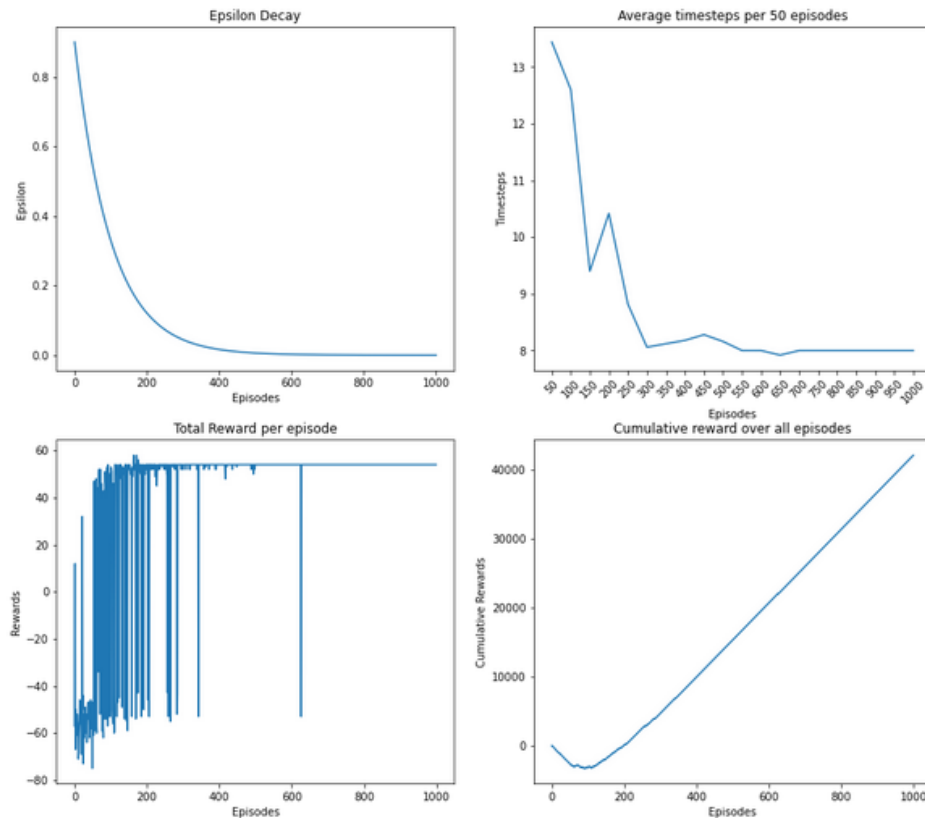 Epsilon Decay
0.8
0.6
0.4
0.2
0.0
Epsilon
0 200 400 600 800 1000
Episodes
Average timesteps per 50 episodes
13
12
11
10
9
8
Timesteps
50 100 150 200 250 300 350 400 450 500 550 600 650 700 750 800 850 900 950 1000
Episodes
Total Reward per episode
60
40
20
0
−20
−40
−60
−80
Rewards
0 200 400 600 800 1000
Episodes
Cumulative reward over all episodes
40000
30000
20000
10000
0
Cumulative Rewards
0 200 400 600 800 1000
Episodes